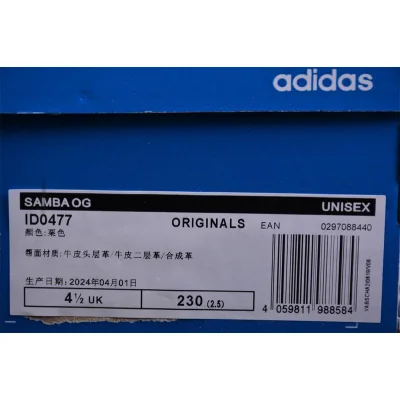 adidas
SAMBA OG UNISEX
ID0477 ORIGINALS EAN 0297088440
颜色:栗色
鞋面材质:牛皮头层革/牛皮二层革/合成革
生产日期:2024年04月01日
4½ UK 230 (2.5)
4 059811 988584